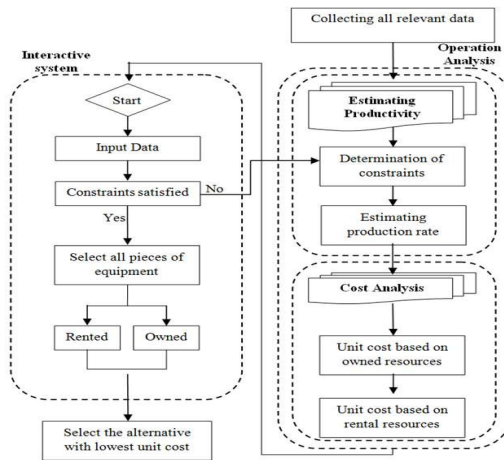 Collecting all relevant data
Interactive
system
Operation
Analysis
Start
Estimating
Productivity
Input Data
Determination of
constraints
Constraints satisfied
No
Yes
Estimating
production rate
Select all pieces of
equipment
Cost Analysis
Rented
Owned
Unit cost based on
owned resources
Unit cost based on
rental resources
Select the alternative
with lowest unit cost